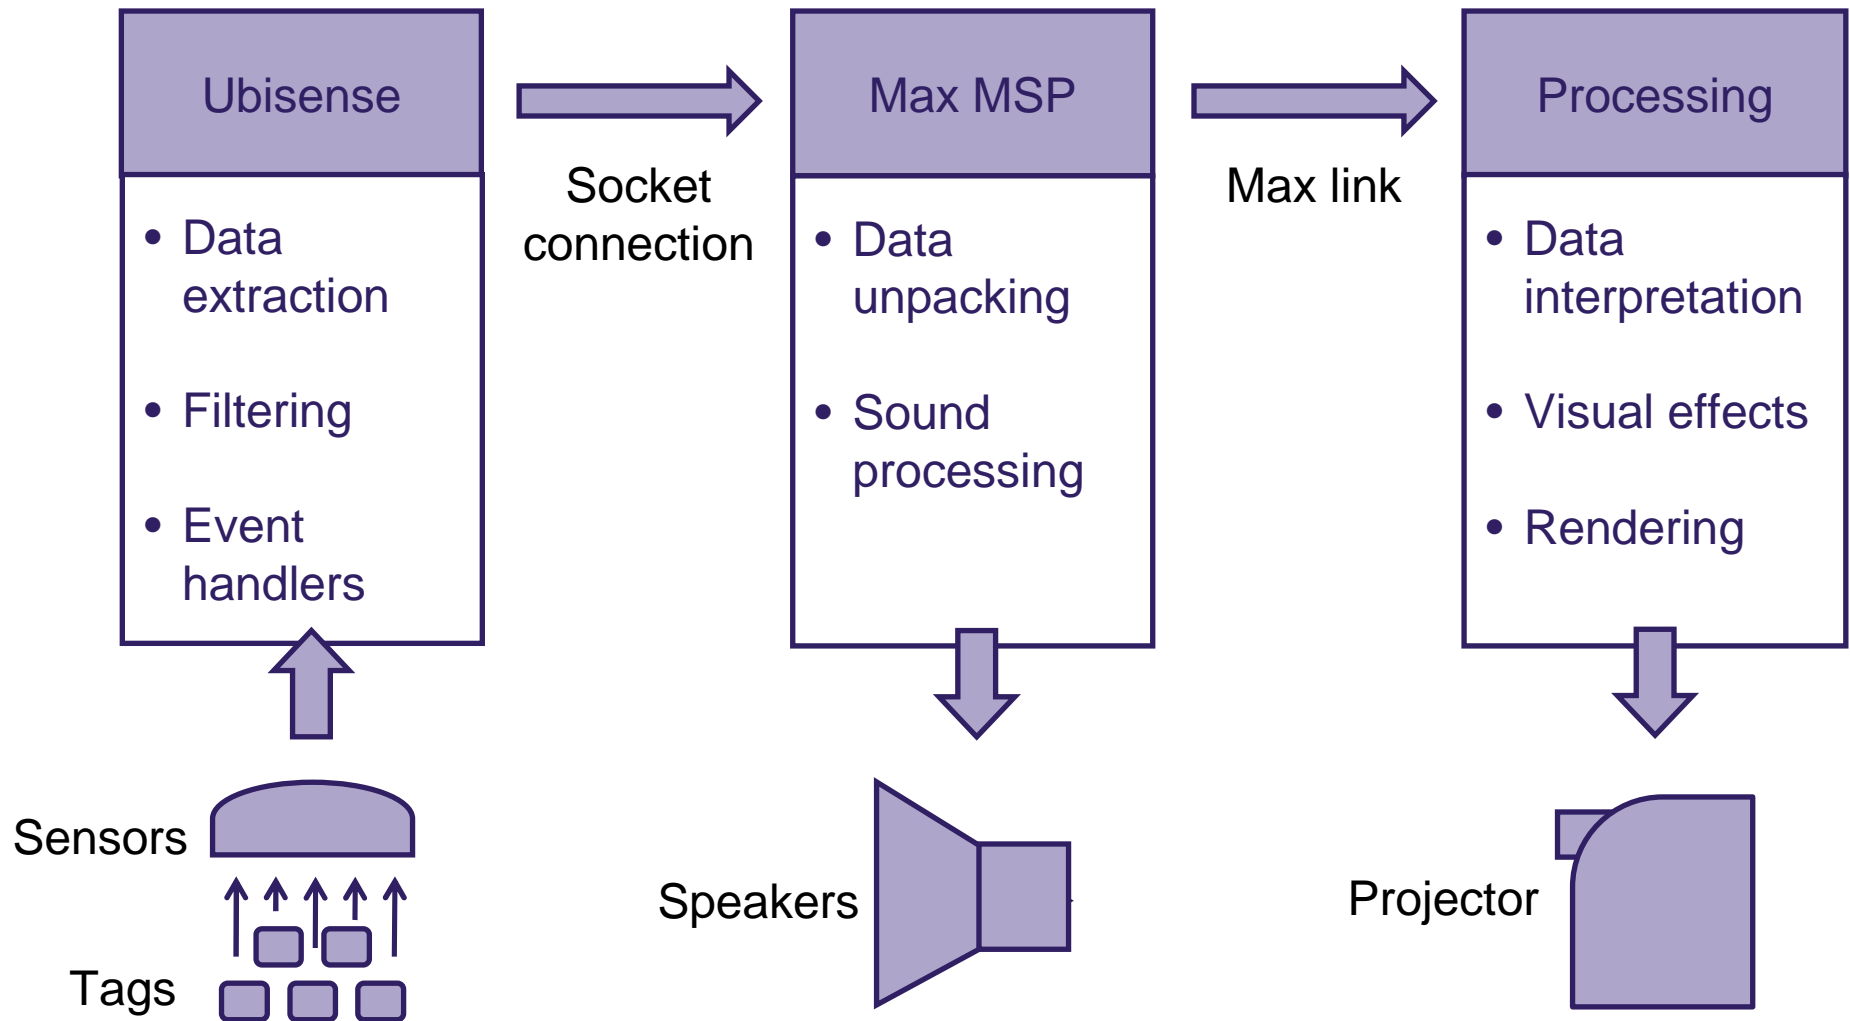 Ubisense
• Data
extraction
• Filtering
• Event
handlers
Socket
connection
Max MSP
• Data
unpacking
• Sound
processing
Max link
Processing
• Data
interpretation
• Visual effects
• Rendering
Sensors
Tags
Speakers
Projector